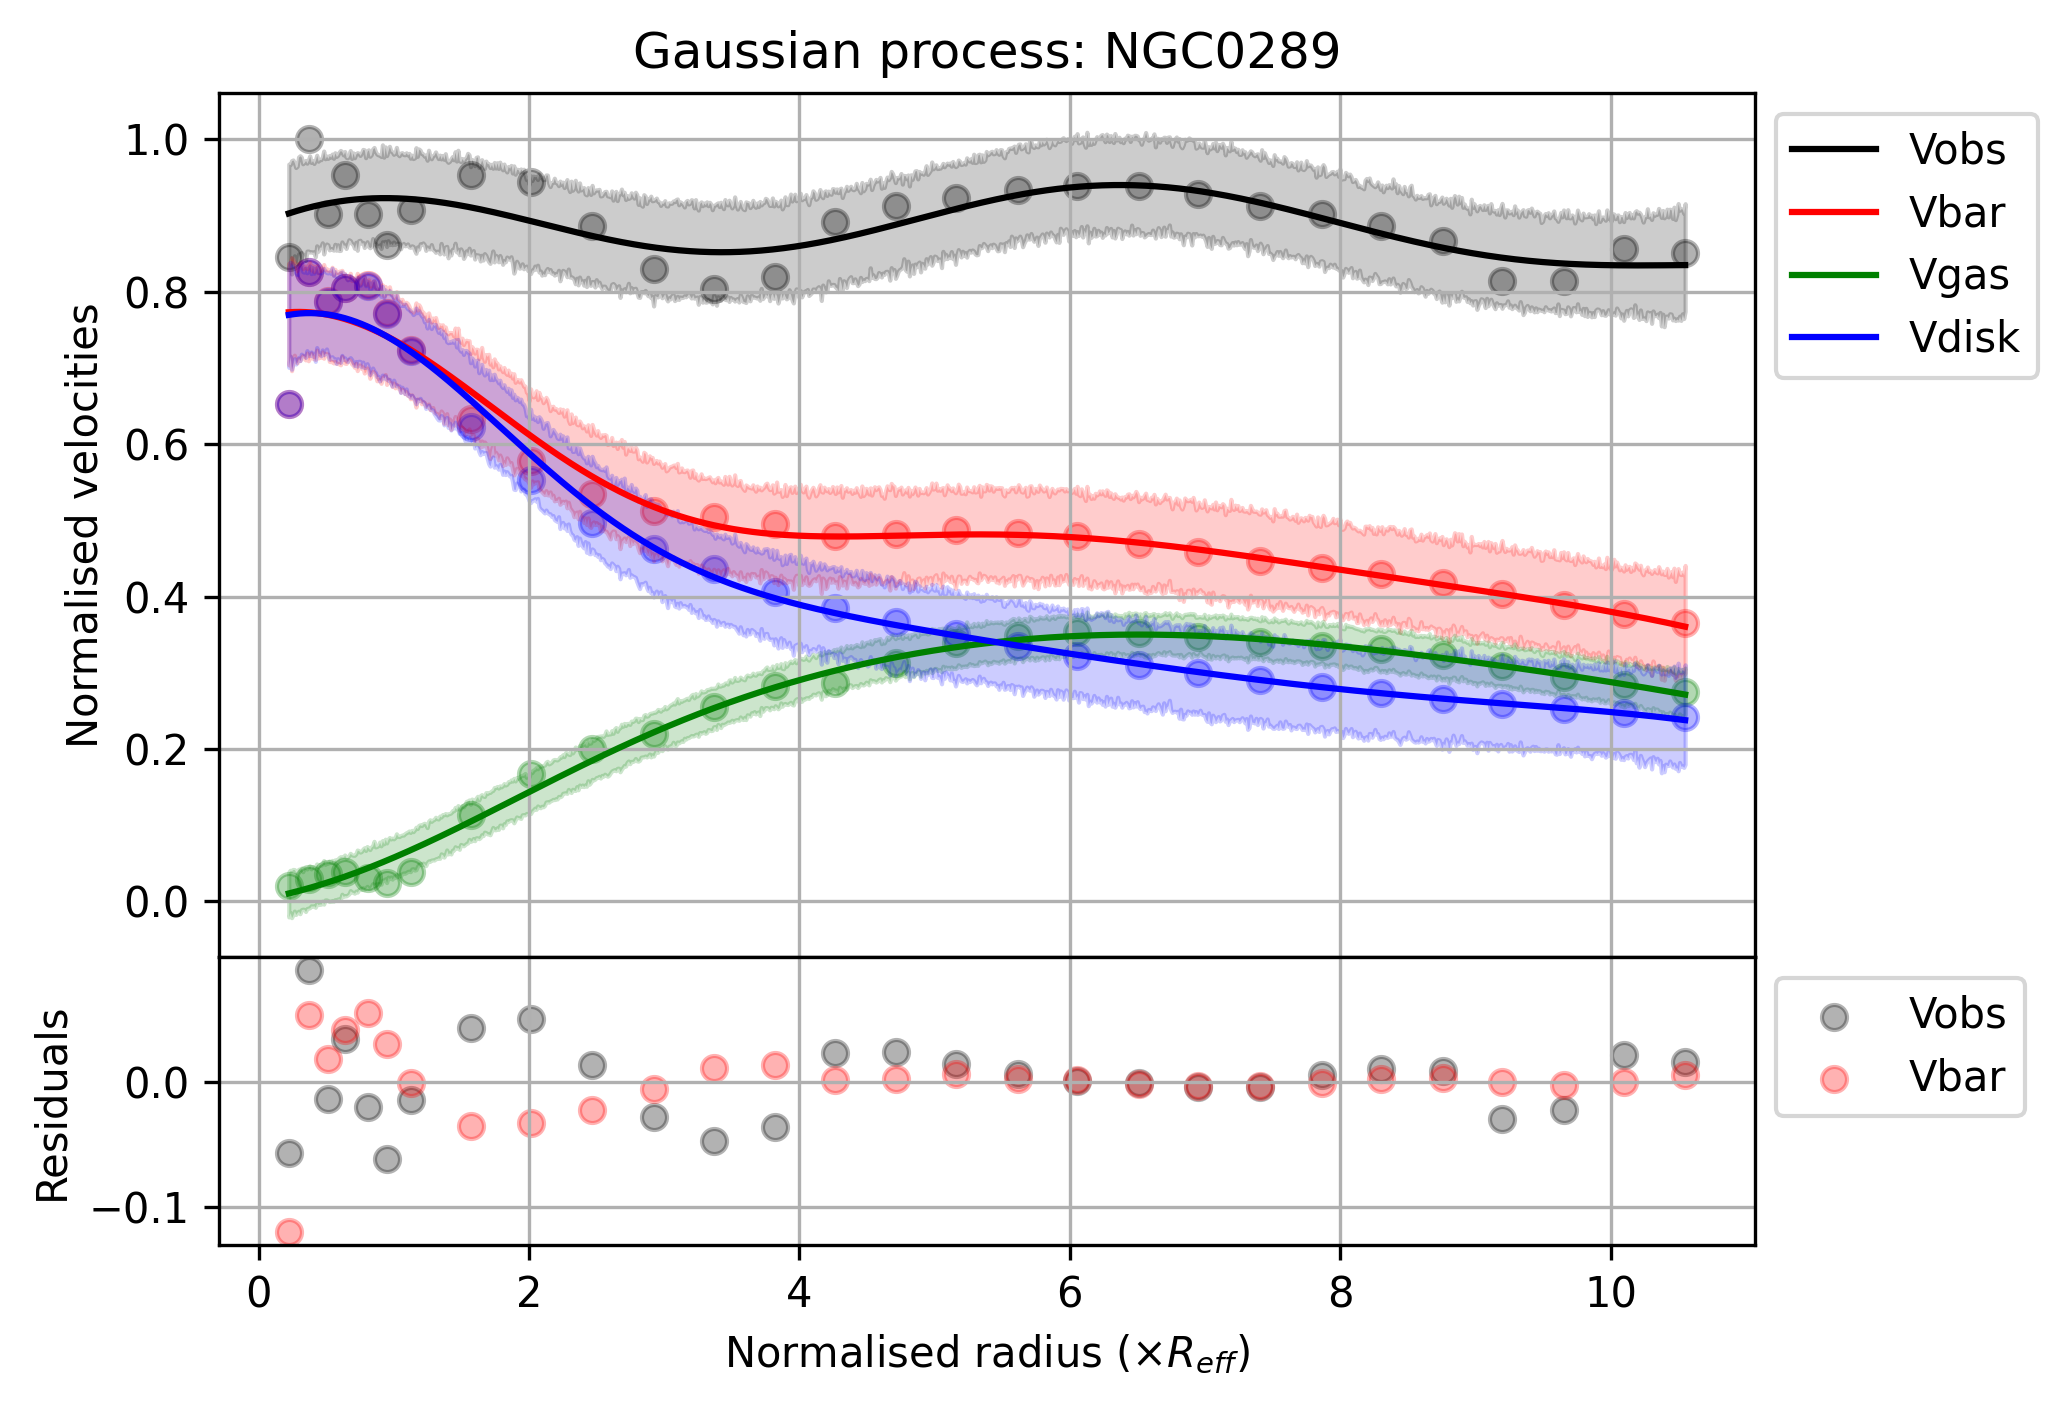 Gaussian process: NGC0289
1.0
0.8
0.6
0.4
0.2
0.0
Normalised velocities
Vobs
Vbar
Vgas
Vdisk
0.0
−0.1
Residuals
Vobs
Vbar
0 2 4 6 8 10
Normalised radius (×R_eff)